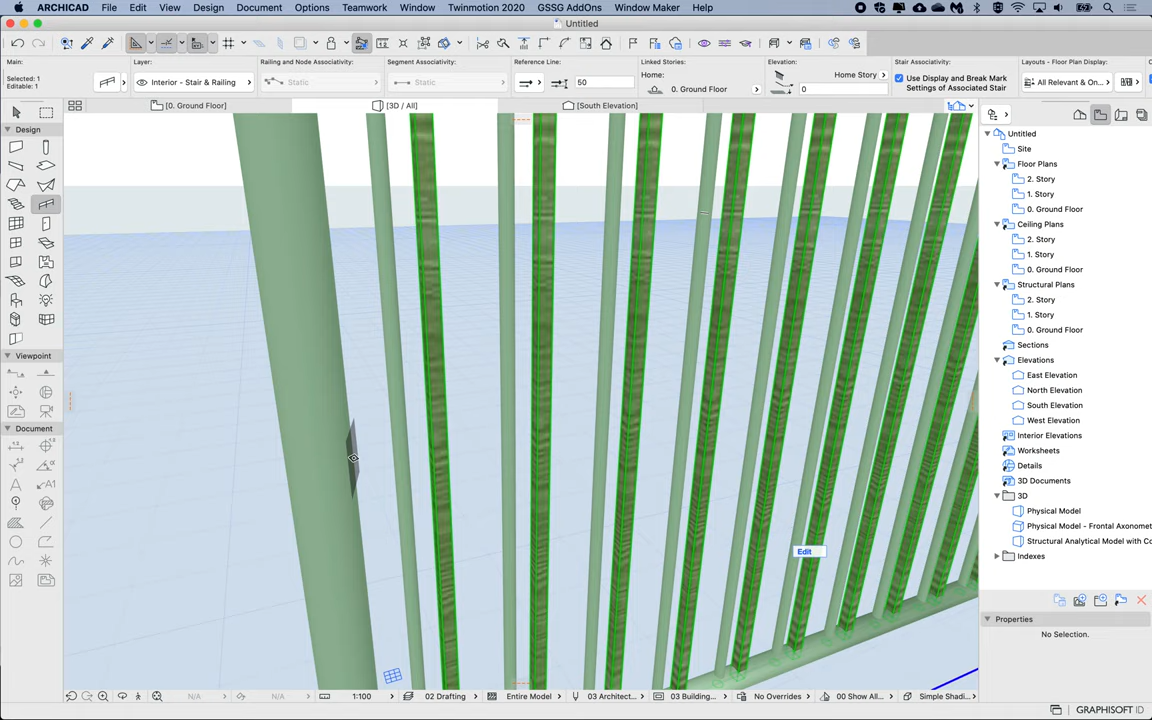 ARCHICAD File Edit View Design Document Options Teamwork Window Twinmotion 2020 GSSG AddOns Window Maker Help
Untitled
Main: Layer: Railing and Node Associativity: Segment Associativity: Reference Line: Linked Stories: Elevation: Stair Associativity: Layouts - Floor Plan Display:
Selected: 1
Editable: 1
Interior - Stair & Railing
Static
Static
50
Home:
0. Ground Floor
Home Story
0
Use Display and Break Mark
Settings of Associated Stair
All Relevant & On...
[0. Ground Floor]
[3D / All]
[South Elevation]
Design
Viewpoint
Document
Edit
Untitled
Site
Floor Plans
2. Story
1. Story
0. Ground Floor
Ceiling Plans
2. Story
1. Story
0. Ground Floor
Structural Plans
2. Story
1. Story
0. Ground Floor
Sections
Elevations
East Elevation
North Elevation
South Elevation
West Elevation
Interior Elevations
Worksheets
Details
3D Documents
3D
Physical Model
Physical Model - Frontal Axonomet
Structural Analytical Model with Co
Indexes
Properties
No Selection.
N/A
N/A
1:100
02 Drafting
Entire Model
03 Architect...
03 Building...
No Overrides
00 Show All...
Simple Shadi...
GRAPHISOFT ID